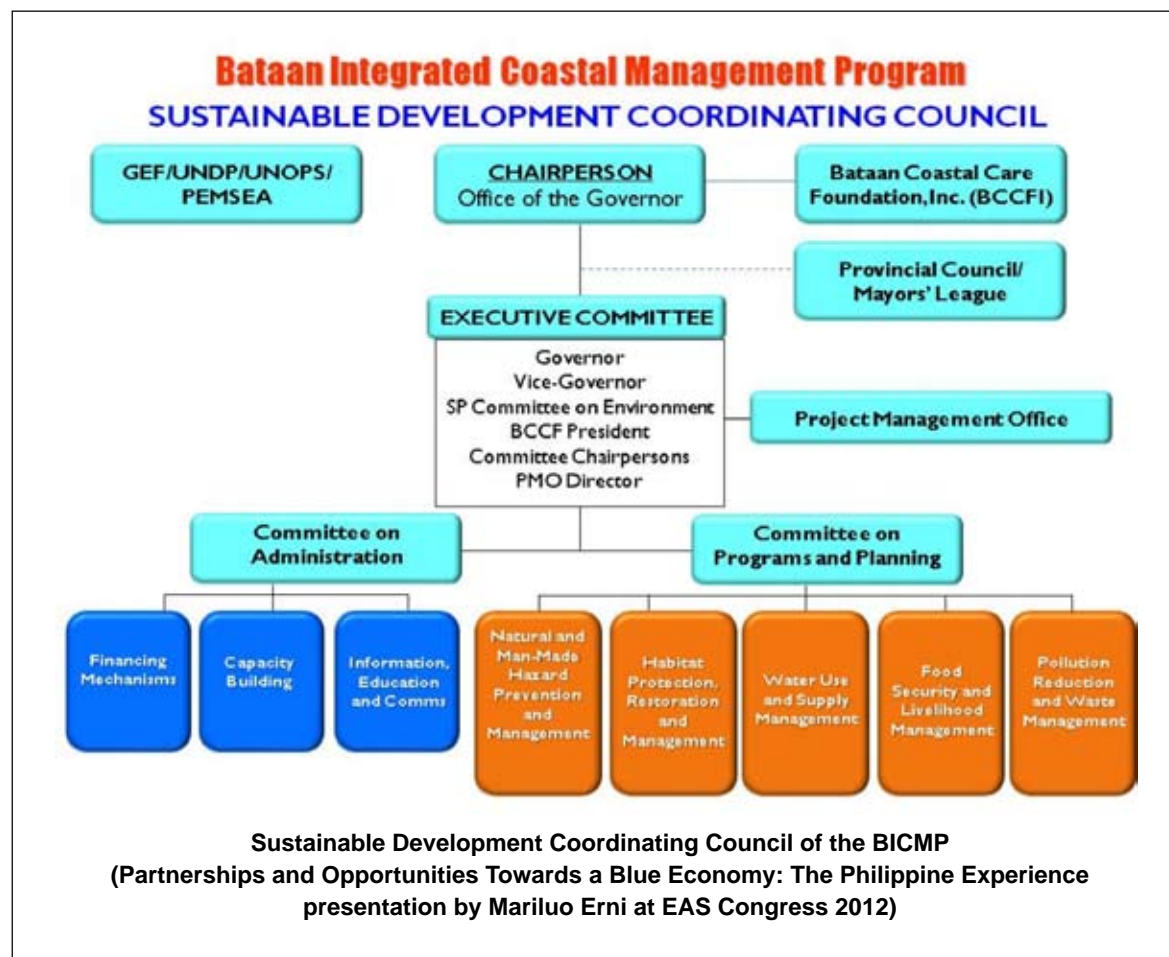 Bataan Integrated Coastal Management Program
SUSTAINABLE DEVELOPMENT COORDINATING COUNCIL
GEF/UNDP/UNOPS/
PEMSEA
CHAIRPERSON
Office of the Governor
Bataan Coastal Care
Foundation, Inc. (BCCFI)
Provincial Council/
Mayors' League
EXECUTIVE COMMITTEE
Governor
Vice-Governor
SP Committee on Environment
BCCF President
Committee Chairpersons
PMO Director
Project Management Office
Committee on
Administration
Committee on
Programs and Planning
Financing
Mechanisms
Capacity
Building
Information,
Education
and Comms
Natural and
Man-Made
Hazard
Prevention
and
Management
Habitat
Protection,
Restoration
and
Management
Water Use
and Supply
Management
Food
Security and
Livelihood
Management
Pollution
Reduction
and Waste
Management
Sustainable Development Coordinating Council of the BICMP
(Partnerships and Opportunities Towards a Blue Economy: The Philippine Experience
presentation by Mariluo Erni at EAS Congress 2012)